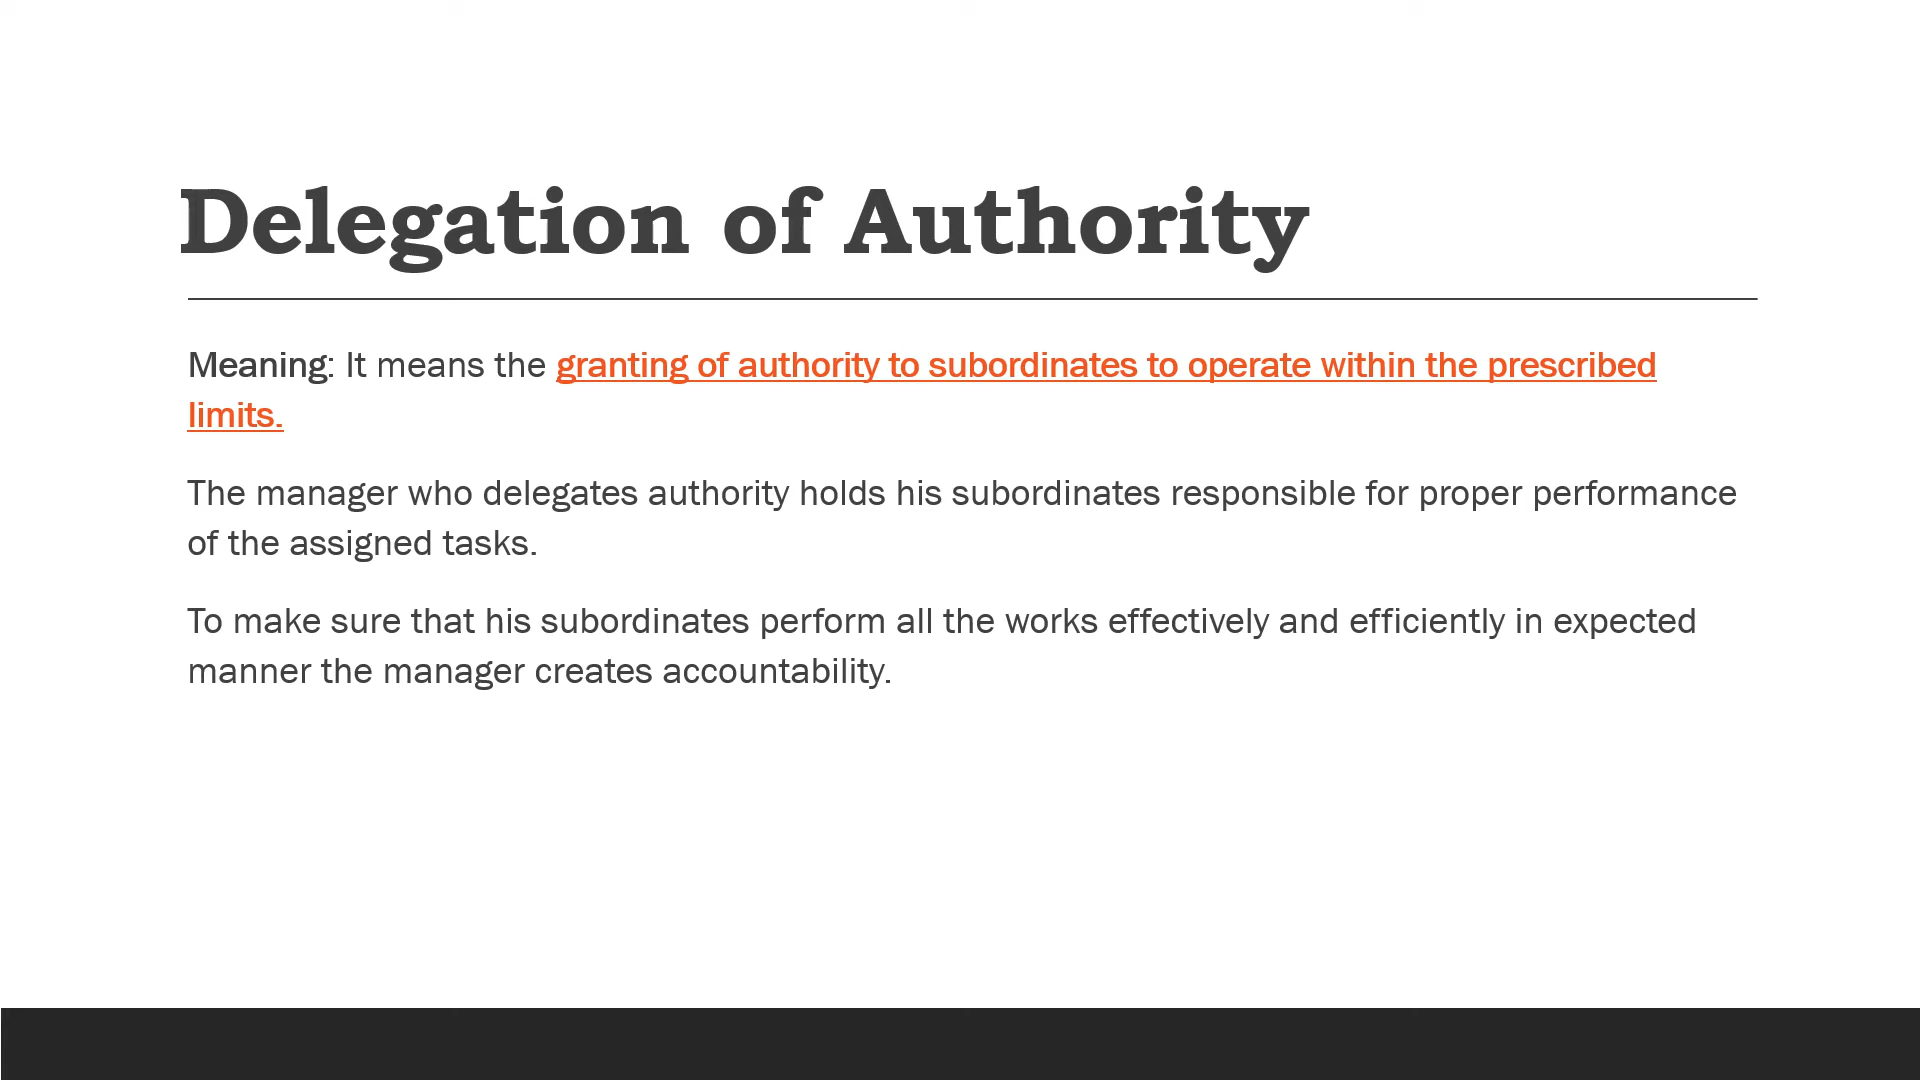 Delegation of Authority
Meaning: It means the granting of authority to subordinates to operate within the prescribed
limits.
The manager who delegates authority holds his subordinates responsible for proper performance
of the assigned tasks.
To make sure that his subordinates perform all the works effectively and efficiently in expected
manner the manager creates accountability.